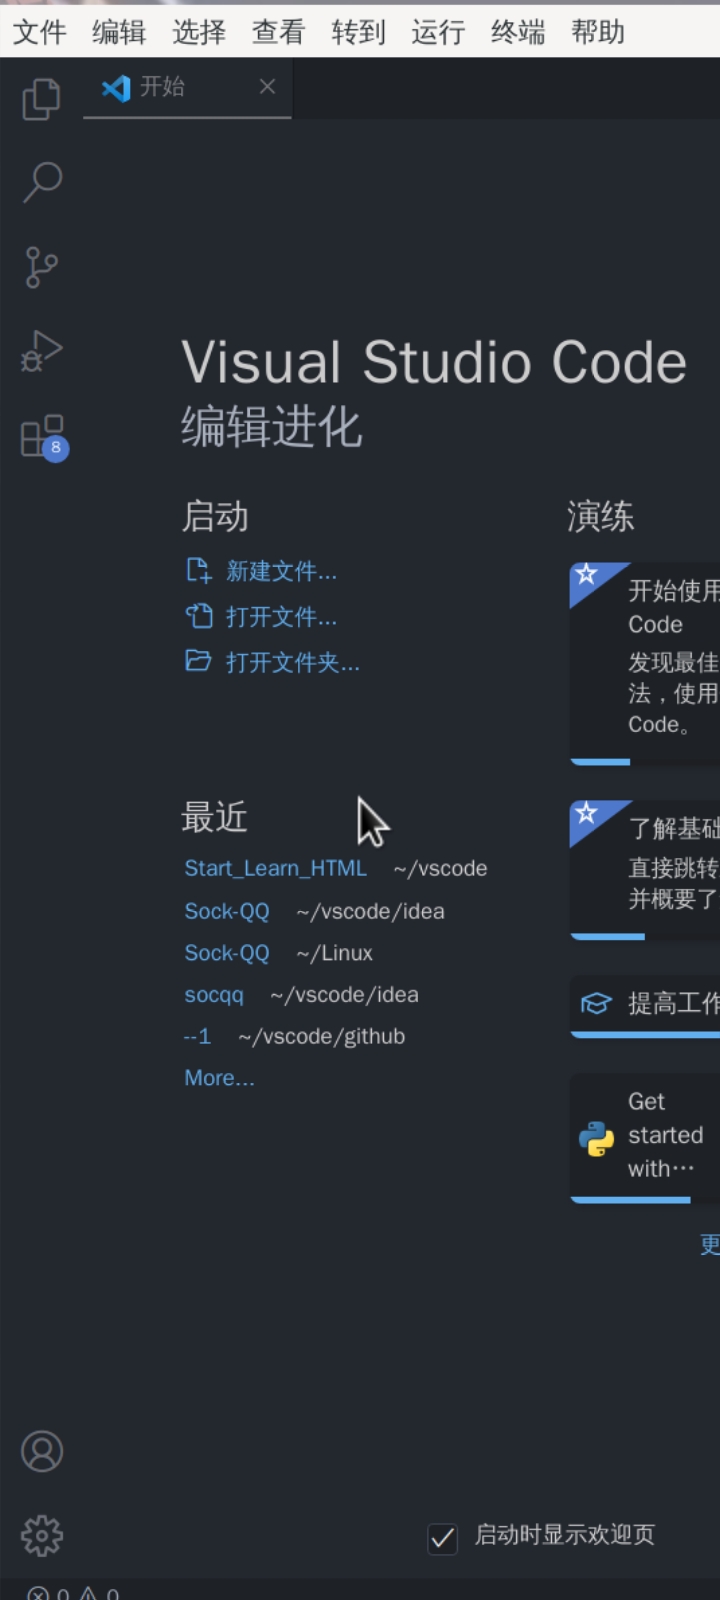 文件 编辑 选择 查看 转到 运行 终端 帮助
开始
8
Visual Studio Code
编辑进化
启动
新建文件...
打开文件...
打开文件夹...
最近
Start_Learn_HTML ~/vscode
Sock-QQ ~/vscode/idea
Sock-QQ ~/Linux
socqq ~/vscode/idea
--1 ~/vscode/github
More...
演练
开始使用
Code
发现最佳
法，使用
Code。
了解基础
直接跳转
并概要了
提高工作
Get
started
with…
更
启动时显示欢迎页
0 0